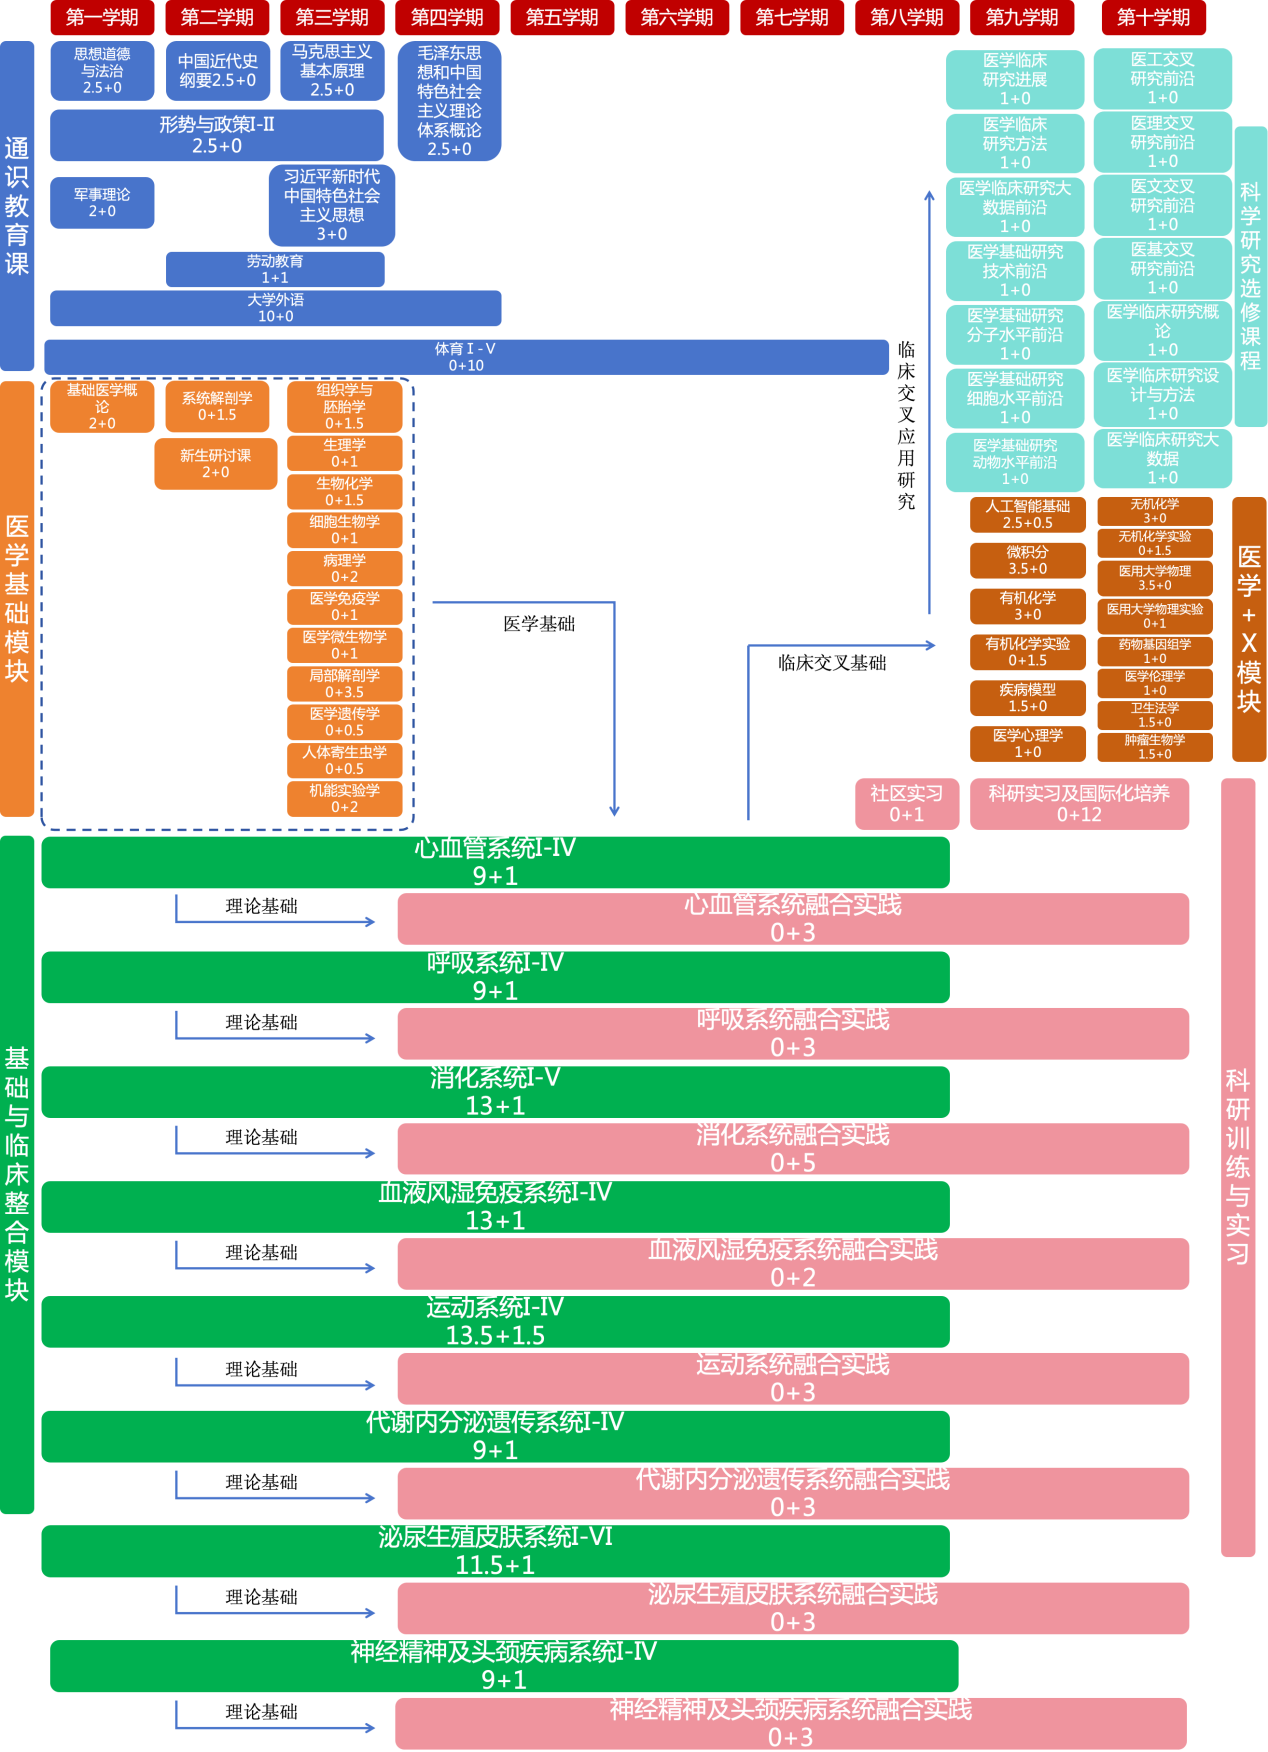 第一学期
第二学期
第三学期
第四学期
第五学期
第六学期
第七学期
第八学期
第九学期
第十学期
通识教育课
思想道德
与法治
2.5+0
中国近代史
纲要2.5+0
马克思主义
基本原理
2.5+0
毛泽东思
想和中国
特色社会
主义理论
体系概论
2.5+0
形势与政策I-II
2.5+0
军事理论
2+0
习近平新时代
中国特色社会
主义思想
3+0
劳动教育
1+1
大学外语
10+0
体育 I - V
0+10
医学临床
研究进展
1+0
医学临床
研究方法
1+0
医学临床研究大
数据前沿
1+0
医学基础研究
技术前沿
1+0
医学基础研究
分子水平前沿
1+0
医学基础研究
细胞水平前沿
1+0
医学基础研究
动物水平前沿
1+0
医工交叉
研究前沿
1+0
医理交叉
研究前沿
1+0
医文交叉
研究前沿
1+0
医基交叉
研究前沿
1+0
医学临床研究概
论
1+0
医学临床研究设
计与方法
1+0
医学临床研究大
数据
1+0
科学研究选修课程
临床交叉应用研究
医学基础模块
基础医学概
论
2+0
系统解剖学
0+1.5
新生研讨课
2+0
组织学与
胚胎学
0+1.5
生理学
0+1
生物化学
0+1.5
细胞生物学
0+1
病理学
0+2
医学免疫学
0+1
医学微生物学
0+1
局部解剖学
0+3.5
医学遗传学
0+0.5
人体寄生虫学
0+0.5
机能实验学
0+2
医学基础
临床交叉基础
人工智能基础
2.5+0.5
微积分
3.5+0
有机化学
3+0
有机化学实验
0+1.5
疾病模型
1.5+0
医学心理学
1+0
无机化学
3+0
无机化学实验
0+1.5
医用大学物理
3.5+0
医用大学物理实验
0+1
药物基因组学
1+0
医学伦理学
1+0
卫生法学
1.5+0
肿瘤生物学
1.5+0
医学+X模块
社区实习
0+1
科研实习及国际化培养
0+12
科研训练与实习
基础与临床整合模块
心血管系统I-IV
9+1
理论基础
心血管系统融合实践
0+3
呼吸系统I-IV
9+1
理论基础
呼吸系统融合实践
0+3
消化系统I-V
13+1
理论基础
消化系统融合实践
0+5
血液风湿免疫系统I-IV
13+1
理论基础
血液风湿免疫系统融合实践
0+2
运动系统I-IV
13.5+1.5
理论基础
运动系统融合实践
0+3
代谢内分泌遗传系统I-IV
9+1
理论基础
代谢内分泌遗传系统融合实践
0+3
泌尿生殖皮肤系统I-VI
11.5+1
理论基础
泌尿生殖皮肤系统融合实践
0+3
神经精神及头颈疾病系统I-IV
9+1
理论基础
神经精神及头颈疾病系统融合实践
0+3